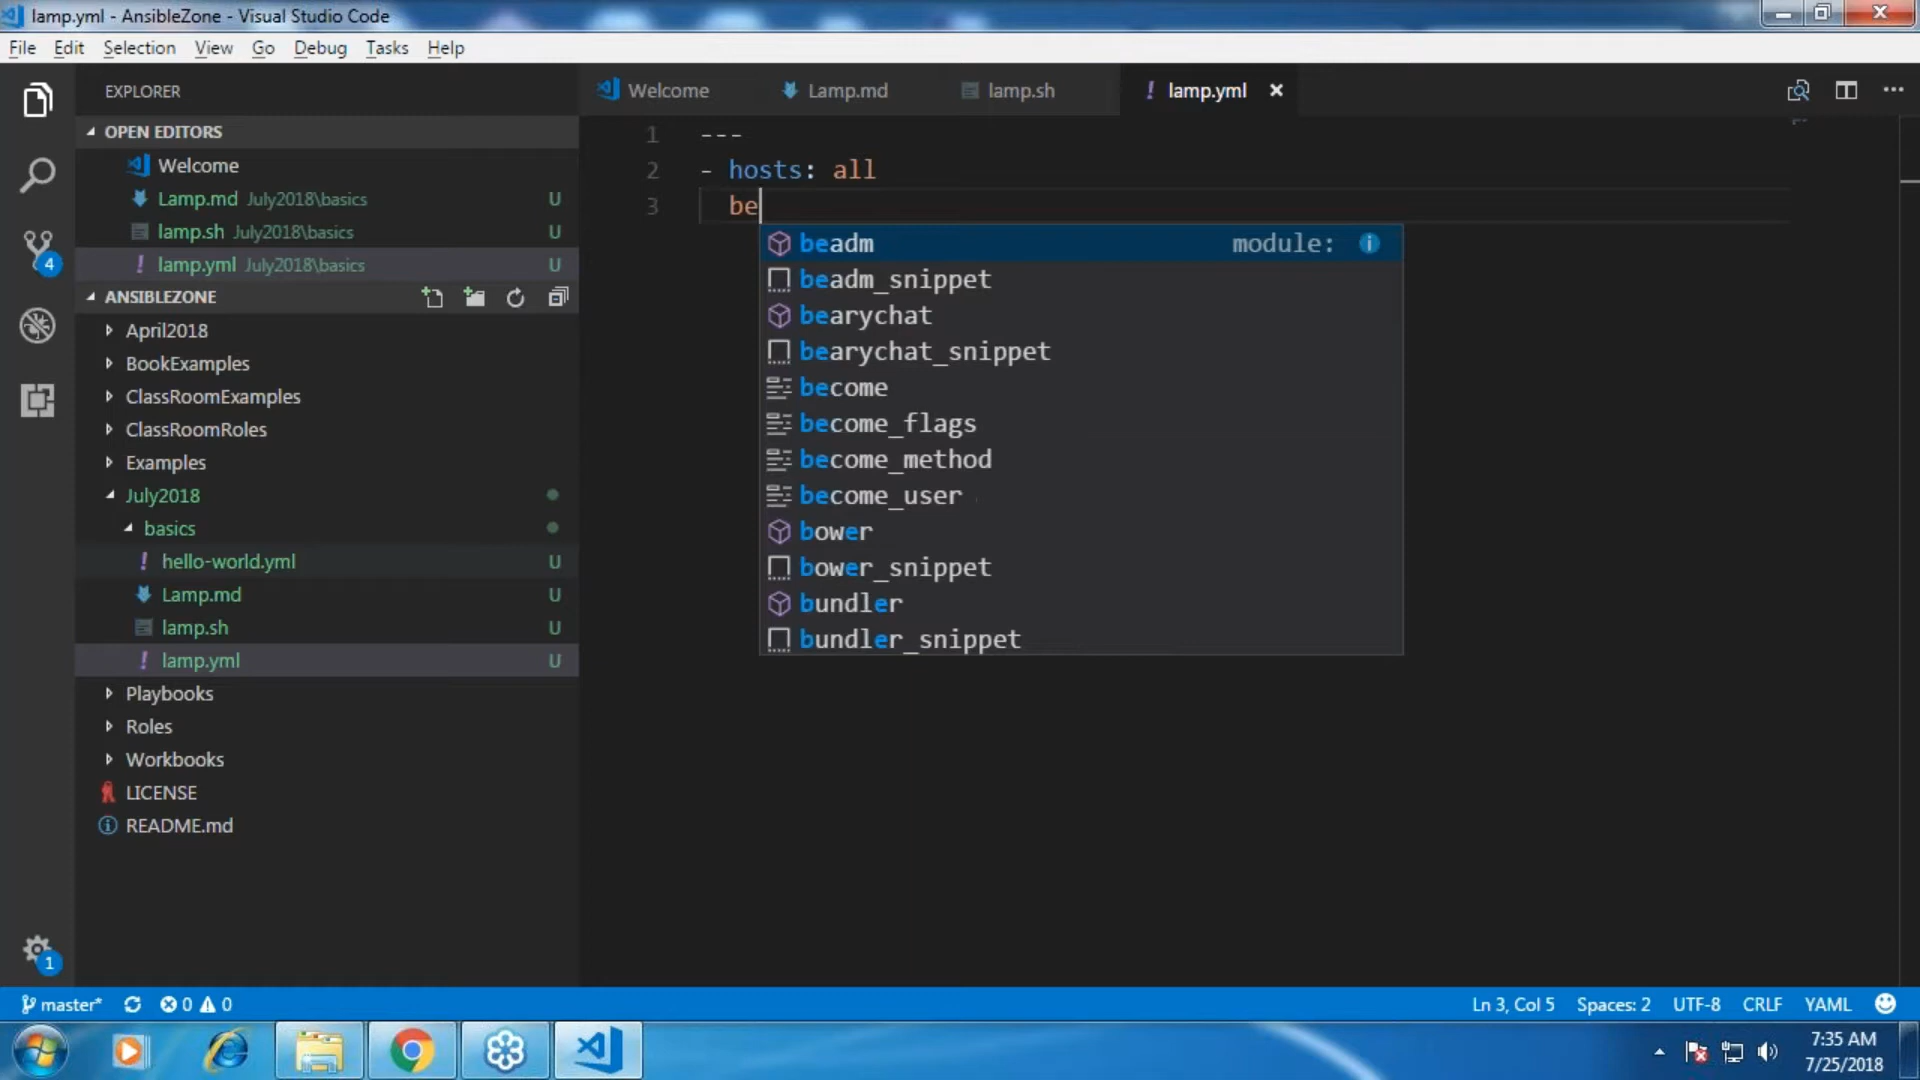 lamp.yml - AnsibleZone - Visual Studio Code
File Edit Selection View Go Debug Tasks Help
EXPLORER
OPEN EDITORS
Welcome
Lamp.md July2018\basics U
lamp.sh July2018\basics U
! lamp.yml July2018\basics U
ANSIBLEZONE
April2018
BookExamples
ClassRoomExamples
ClassRoomRoles
Examples
July2018
basics
! hello-world.yml U
Lamp.md U
lamp.sh U
! lamp.yml U
Playbooks
Roles
Workbooks
LICENSE
README.md
4
1
Welcome Lamp.md lamp.sh ! lamp.yml
1 ---
2 - hosts: all
3 be
beadm module:
beadm_snippet
bearychat
bearychat_snippet
become
become_flags
become_method
become_user
bower
bower_snippet
bundler
bundler_snippet
master* 0 0 Ln 3, Col 5 Spaces: 2 UTF-8 CRLF YAML
7:35 AM
7/25/2018